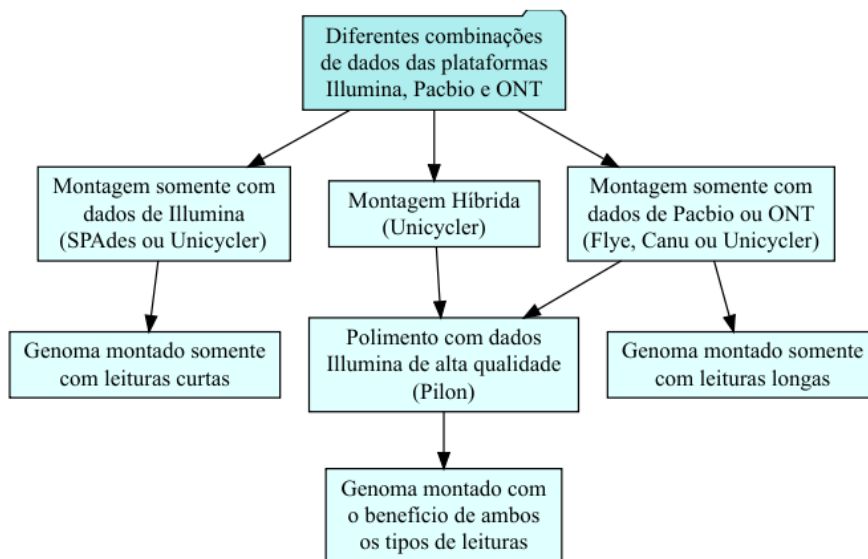 Diferentes combinações
de dados das plataformas
Illumina, Pacbio e ONT
Montagem somente com
dados de Illumina
(SPAdes ou Unicycler)
Montagem Híbrida
(Unicycler)
Montagem somente com
dados de Pacbio ou ONT
(Flye, Canu ou Unicycler)
Genoma montado somente
com leituras curtas
Polimento com dados
Illumina de alta qualidade
(Pilon)
Genoma montado somente
com leituras longas
Genoma montado com
o benefício de ambos
os tipos de leituras